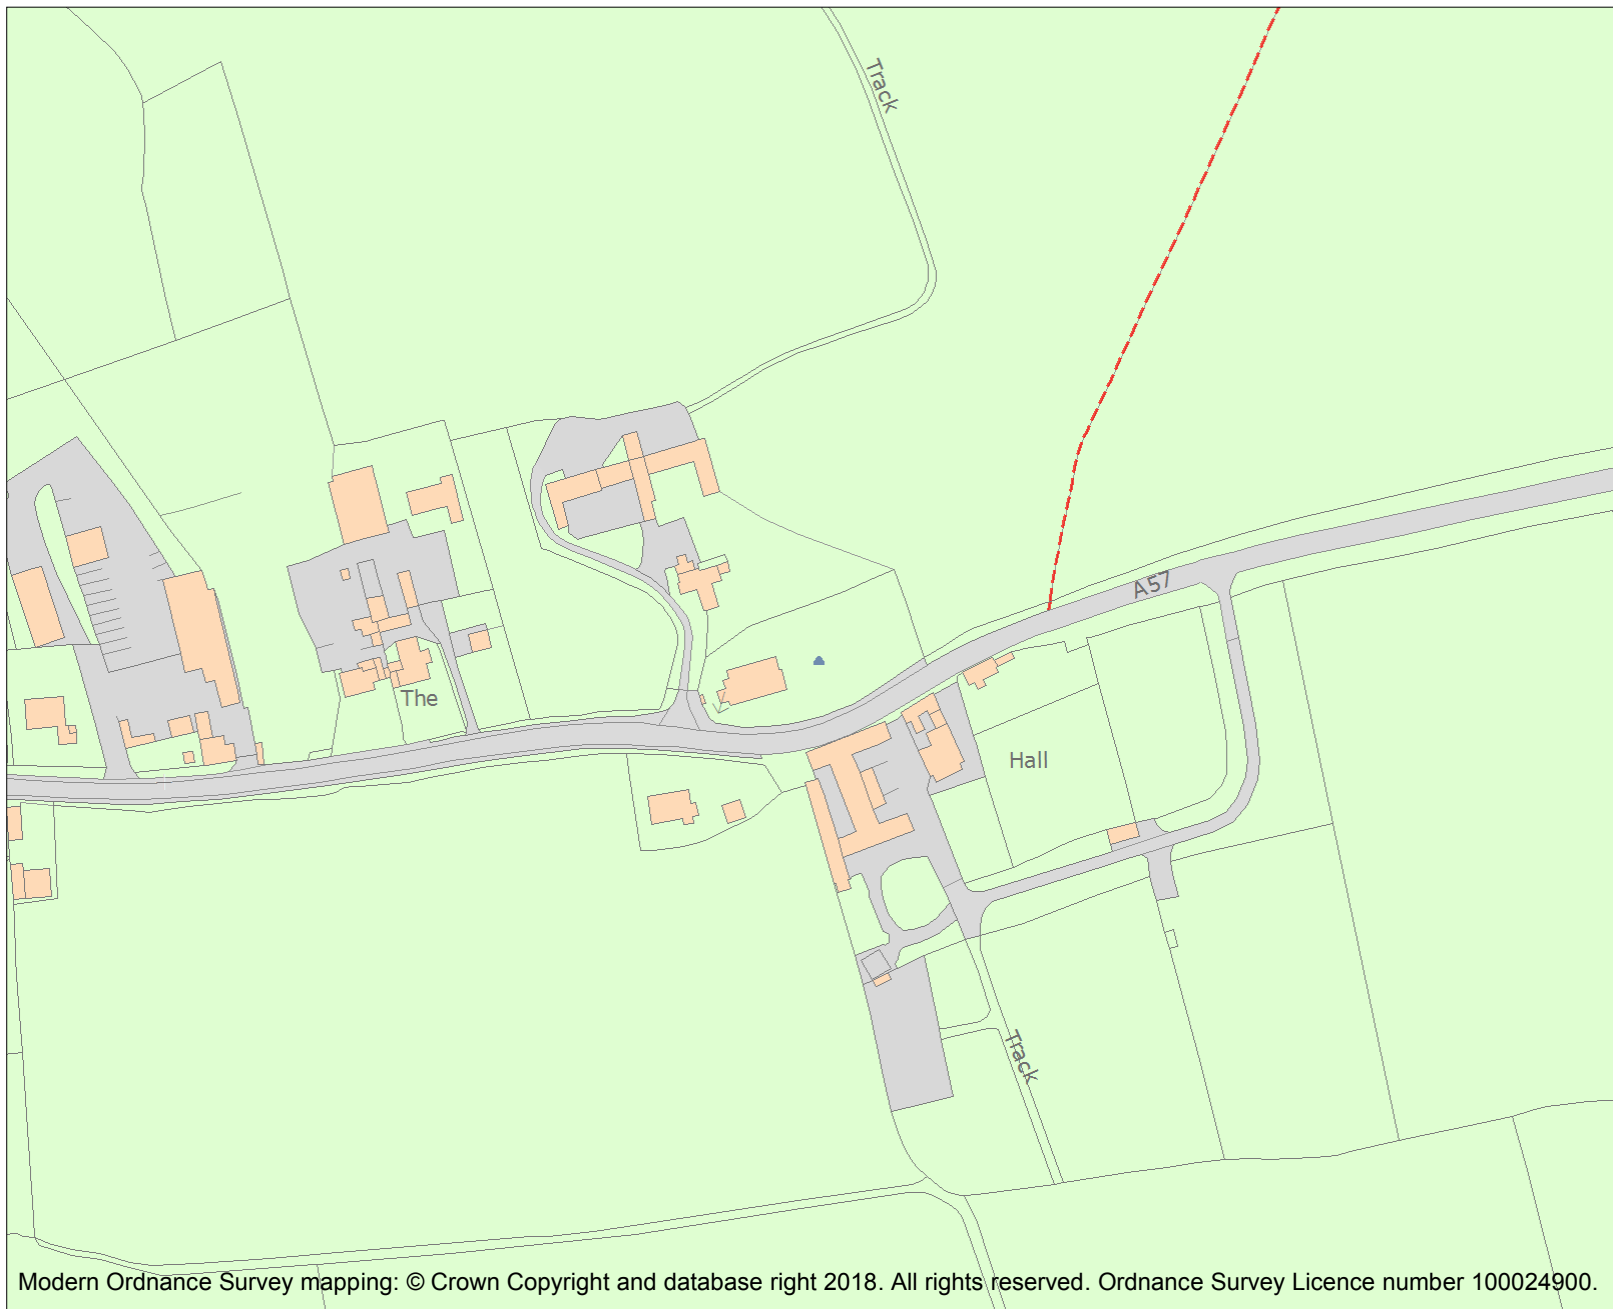 Track
A57
The
Hall
Track
Modern Ordnance Survey mapping: © Crown Copyright and database right 2018. All rights reserved. Ordnance Survey Licence number 100024900.